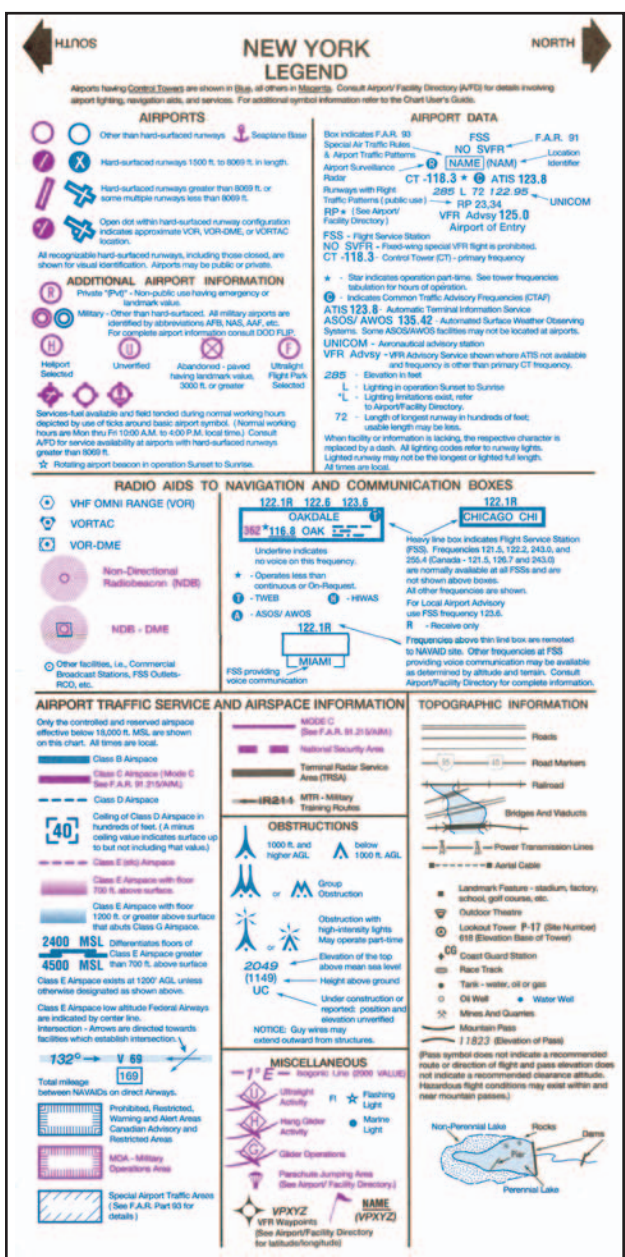 SOUTH
NEW YORK
LEGEND
NORTH
Airports having Control Towers are shown in Blue, all others in Magenta. Consult Airport/ Facility Directory (A/FD) for details involving
airport lighting, navigation aids, and services. For additional symbol information refer to the Chart User's Guide.
AIRPORTS
Other than hard-surfaced runways
Seaplane Base
Hard-surfaced runways 1500 ft. to 8069 ft. in length.
Hard-surfaced runways greater than 8069 ft. or
some multiple runways less than 8069 ft.
Open dot within hard-surfaced runway configuration
indicates approximate VOR, VOR-DME, or VORTAC
location.
All recognizable hard-surfaced runways, including those closed, are
shown for visual identification. Airports may be public or private.
ADDITIONAL AIRPORT INFORMATION
R
Private "(Pvt)" - Non-public use having emergency or
landmark value.
Military - Other than hard-surfaced. All military airports are
identified by abbreviations AFB, NAS, AAF, etc.
For complete airport information consult DOD FLIP.
H
U
F
Heliport
Selected
Unverified
Abandoned - paved
having landmark value,
3000 ft. or greater
Ultralight
Flight Park
Selected
Services-fuel available and field tended during normal working hours
depicted by use of ticks around basic airport symbol. ( Normal working
hours are Mon thru Fri 10:00 A.M. to 4:00 P.M. local time.) Consult
A/FD for service availability at airports with hard-surfaced runways
greater than 8069 ft.
☆ Rotating airport beacon in operation Sunset to Sunrise.
AIRPORT DATA
Box indicates F.A.R. 93
Special Air Traffic Rules
& Airport Traffic Patterns
Airport Surveillance
Radar
Runways with Right
Traffic Patterns ( public use )
RP★ ( See Airport/
Facility Directory )
FSS
NO SVFR
F.A.R. 91
R NAME (NAM)
Location
Identifier
CT -118.3 ★ C ATIS 123.8
285 L 72 122.95
UNICOM
RP 23,34
VFR Advsy 125.0
Airport of Entry
FSS - Flight Service Station
NO SVFR - Fixed-wing special VFR flight is prohibited.
CT -118.3- Control Tower (CT) - primary frequency
★ - Star indicates operation part-time. See tower frequencies
tabulation for hours of operation.
C - Indicates Common Traffic Advisory Frequencies (CTAF)
ATIS 123.8 - Automatic Terminal Information Service
ASOS/ AWOS 135.42 - Automated Surface Weather Observing
Systems. Some ASOS/AWOS facilities may not be located at airports.
UNICOM - Aeronautical advisory station
VFR Advsy - VFR Advisory Service shown where ATIS not available
and frequency is other than primary CT frequency.
285 - Elevation in feet
L - Lighting in operation Sunset to Sunrise
*L - Lighting limitations exist, refer
to Airport/Facility Directory.
72 - Length of longest runway in hundreds of feet;
usable length may be less.
When facility or information is lacking, the respective character is
replaced by a dash. All lighting codes refer to runway lights.
Lighted runway may not be the longest or lighted full length.
All times are local.
RADIO AIDS TO NAVIGATION AND COMMUNICATION BOXES
VHF OMNI RANGE (VOR)
VORTAC
VOR-DME
Non-Directional
Radiobeacon (NDB)
NDB - DME
Other facilities, i.e., Commercial
Broadcast Stations, FSS Outlets-
RCO, etc.
122.1R 122.6 123.6
OAKDALE T
362 *116.8 OAK
Underline indicates
no voice on this frequency.
★ - Operates less than
continuous or On-Request.
T - TWEB
H - HIWAS
A - ASOS/ AWOS
122.1R
MIAMI
FSS providing
voice communication
122.1R
CHICAGO CHI
Heavy line box indicates Flight Service Station
(FSS). Frequencies 121.5, 122.2, 243.0, and
255.4 (Canada - 121.5, 126.7 and 243.0)
are normally available at all FSSs and are
not shown above boxes.
All other frequencies are shown.
For Local Airport Advisory
use FSS frequency 123.6.
R - Receive only
Frequencies above thin line box are remoted
to NAVAID site. Other frequencies at FSS
providing voice communication may be available
as determined by altitude and terrain. Consult
Airport/Facility Directory for complete information.
AIRPORT TRAFFIC SERVICE AND AIRSPACE INFORMATION
Only the controlled and reserved airspace
effective below 18,000 ft. MSL are shown
on this chart. All times are local.
Class B Airspace
Class C Airspace ( Mode C
See F.A.R. 91.215/AIM.)
Class D Airspace
40
Ceiling of Class D Airspace in
hundreds of feet. ( A minus
ceiling value indicates surface up
to but not including that value.)
Class E (sfc) Airspace
Class E Airspace with floor
700 ft. above surface.
Class E Airspace with floor
1200 ft. or greater above surface
that abuts Class G Airspace.
2400 MSL
4500 MSL
Differentiates floors of
Class E Airspace greater
than 700 ft. above surface
Class E Airspace exists at 1200' AGL unless
otherwise designated as shown above.
Class E Airspace low altitude Federal Airways
are indicated by center line.
Intersection - Arrows are directed towards
facilities which establish intersection.
132° V 69
169
Total mileage
between NAVAIDs on direct Airways.
Prohibited, Restricted,
Warning and Alert Areas
Canadian Advisory and
Restricted Areas
MOA - Military
Operations Area
Special Airport Traffic Areas
( See F.A.R. Part 93 for
details )
MODE C
(See F.A.R. 91.215/AIM.)
National Security Area
Terminal Radar Service
Area (TRSA)
IR211
MTR - Military
Training Routes
OBSTRUCTIONS
1000 ft. and
higher AGL
below
1000 ft. AGL
or
Group
Obstruction
or
Obstruction with
high-intensity lights
May operate part-time
2049
(1149)
UC
Elevation of the top
above mean sea level
Height above ground
Under construction or
reported: position and
elevation unverified
NOTICE: Guy wires may
extend outward from structures.
MISCELLANEOUS
1° E Isogonic Line (2000 VALUE)
U
Ultralight
Activity
Fl
Flashing
Light
H
Hang Glider
Activity
Marine
Light
G
Glider Operations
Parachute Jumping Area
(See Airport/ Facility Directory.)
VPXYZ
NAME
(VPXYZ)
VFR Waypoints
(See Airport/Facility Directory
for latitude/longitude)
TOPOGRAPHIC INFORMATION
Roads
Road Markers
Railroad
Bridges And Viaducts
Power Transmission Lines
Aerial Cable
Landmark Feature - stadium, factory,
school, golf course, etc.
Outdoor Theatre
Lookout Tower P-17 (Site Number)
618 (Elevation Base of Tower)
CG
Coast Guard Station
Race Track
Tank - water, oil or gas
Oil Well
Water Well
Mines And Quarries
Mountain Pass
11823 (Elevation of Pass)
(Pass symbol does not indicate a recommended
route or direction of flight and pass elevation does
not indicate a recommended clearance altitude.
Hazardous flight conditions may exist within and
near mountain passes.)
Non-Perennial Lake
Rocks
Dams
Pier
Perennial Lake